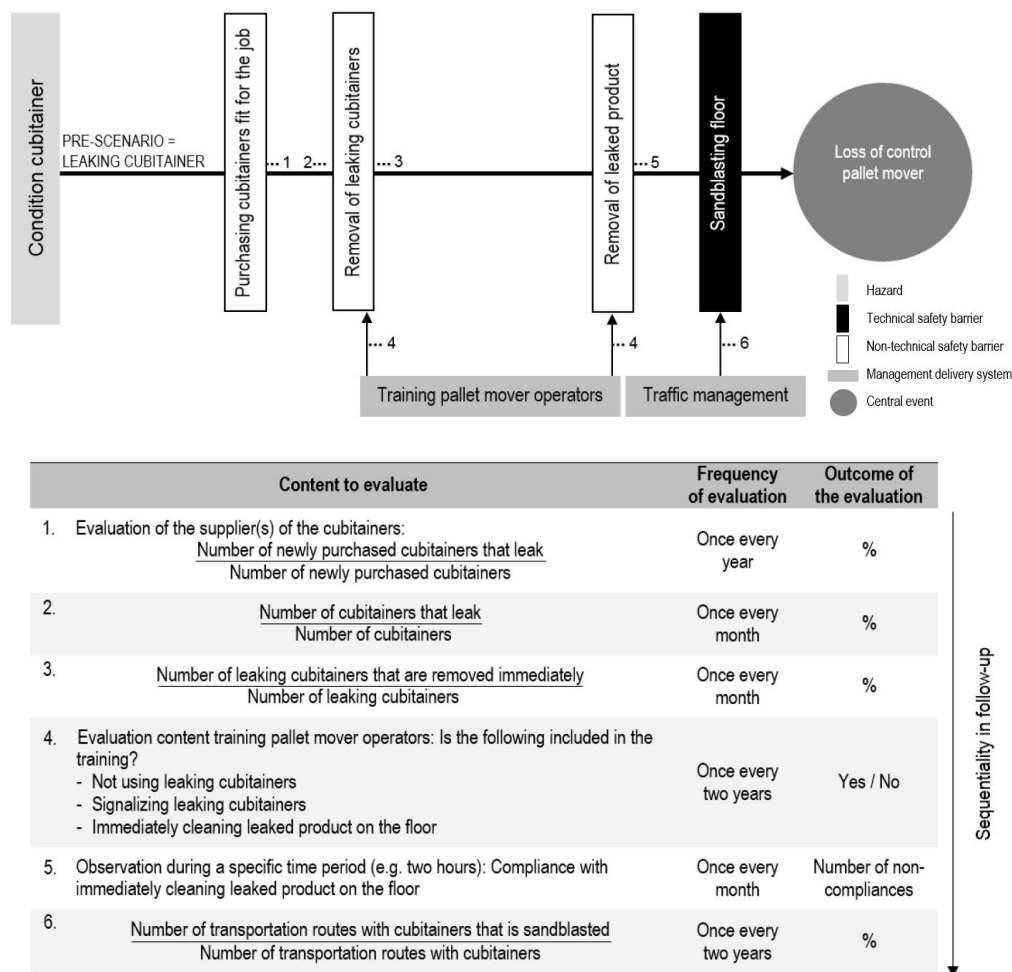 Condition cubitainer
PRE-SCENARIO =
LEAKING CUBITAINER
Purchasing cubitainers fit for the job
... 1
2...
Removal of leaking cubitainers
... 3
Removal of leaked product
... 5
Sandblasting floor
Loss of control
pallet mover
... 4
... 4
... 6
Training pallet mover operators
Traffic management
Hazard
Technical safety barrier
Non-technical safety barrier
Management delivery system
Central event
Content to evaluate
Frequency
of evaluation
Outcome of
the evaluation
1. Evaluation of the supplier(s) of the cubitainers:
Number of newly purchased cubitainers that leak
Number of newly purchased cubitainers
Once every
year
%
2.
Number of cubitainers that leak
Number of cubitainers
Once every
month
%
3.
Number of leaking cubitainers that are removed immediately
Number of leaking cubitainers
Once every
month
%
4. Evaluation content training pallet mover operators: Is the following included in the
training?
- Not using leaking cubitainers
- Signalizing leaking cubitainers
- Immediately cleaning leaked product on the floor
Once every
two years
Yes / No
5. Observation during a specific time period (e.g. two hours): Compliance with
immediately cleaning leaked product on the floor
Once every
month
Number of non-
compliances
6.
Number of transportation routes with cubitainers that is sandblasted
Number of transportation routes with cubitainers
Once every
two years
%
Sequentiality in follow-up